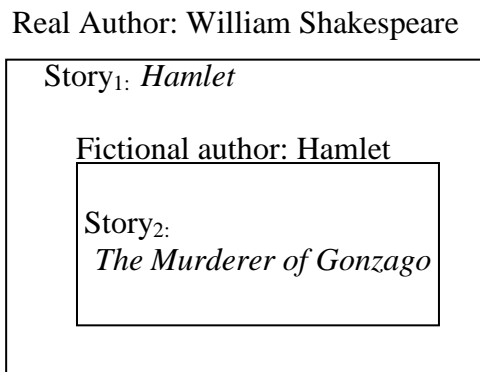 Real Author: William Shakespeare
Story1: Hamlet
Fictional author: Hamlet
Story2:
The Murderer of Gonzago